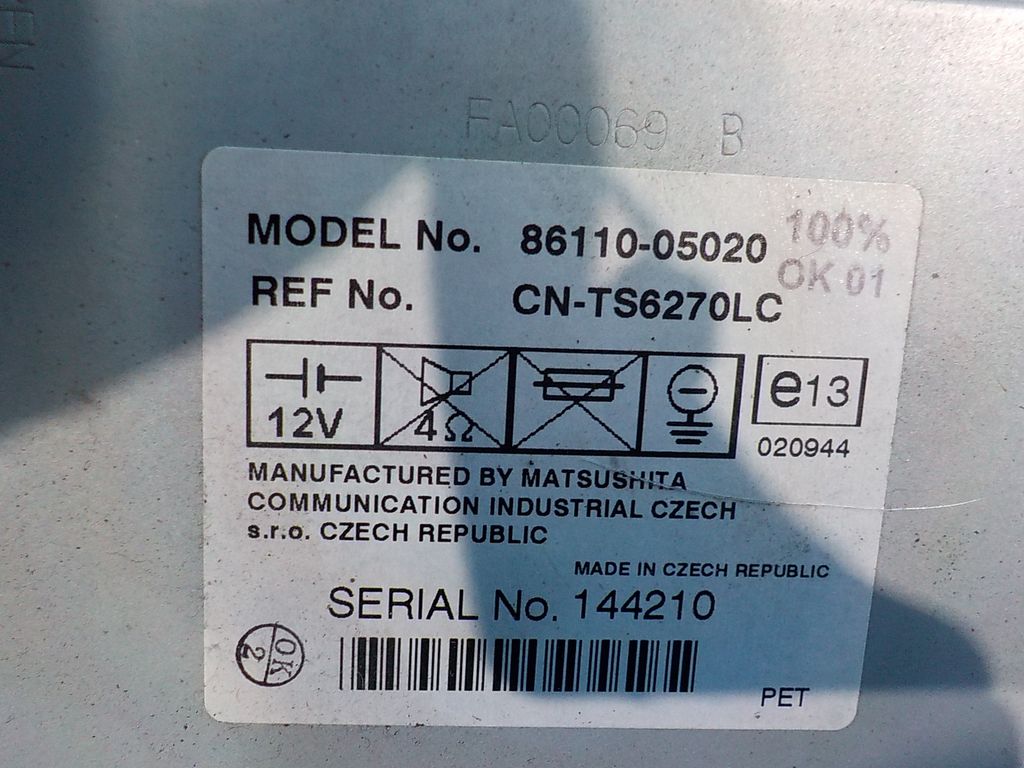 FA00069 B
MODEL No. 86110-05020
100%
OK 01
REF No. CN-TS6270LC
12V
4Ω
e13
020944
MANUFACTURED BY MATSUSHITA
COMMUNICATION INDUSTRIAL CZECH
s.r.o. CZECH REPUBLIC
MADE IN CZECH REPUBLIC
SERIAL No. 144210
OK
2
PET